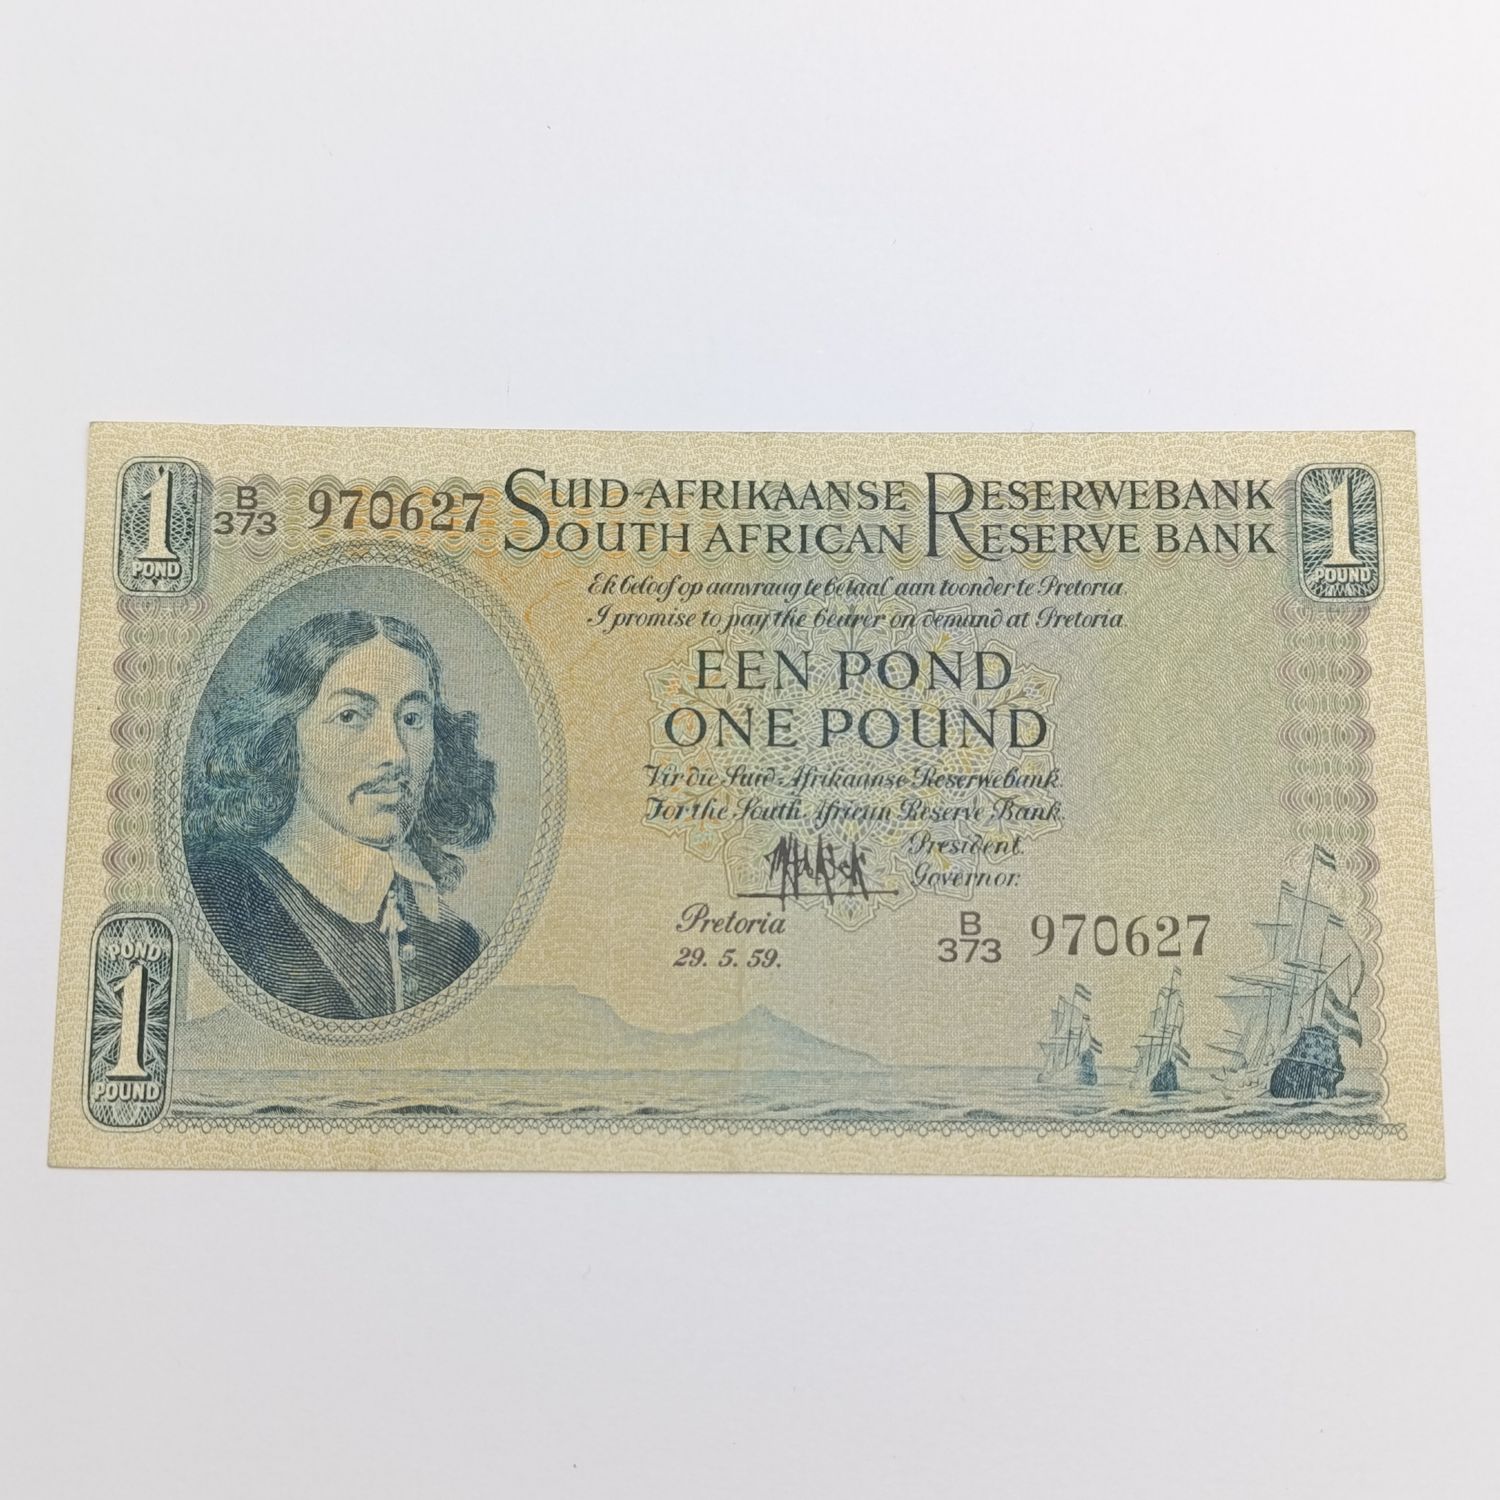 1
POND
B/373 970627
SUID-AFRIKAANSE RESERWEBANK
SOUTH AFRICAN RESERVE BANK
1
POUND
Ek beloof op aanvraag te betaal aan toonder te Pretoria.
I promise to pay the bearer on demand at Pretoria.
EEN POND
ONE POUND
Vir die Suid-Afrikaanse Reserwebank.
For the South African Reserve Bank.
President.
Governor.
Pretoria
29. 5. 59.
B/373 970627
POND
1
POUND